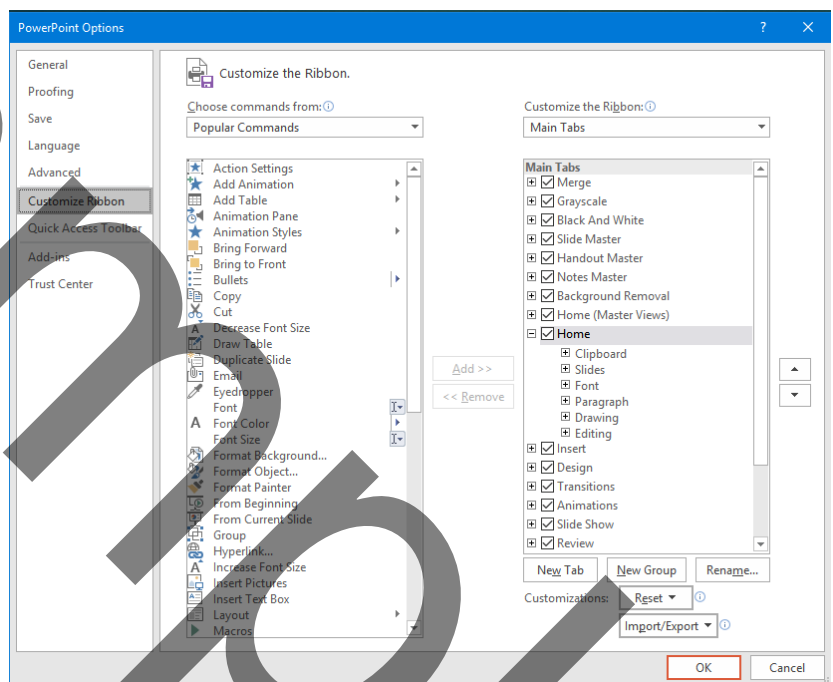 PowerPoint Options
?
General
Proofing
Save
Language
Advanced
Customize Ribbon
Quick Access Toolbar
Add-ins
Trust Center
Customize the Ribbon.
Choose commands from:
Popular Commands
Action Settings
Add Animation
Add Table
Animation Pane
Animation Styles
Bring Forward
Bring to Front
Bullets
Copy
Cut
Decrease Font Size
Draw Table
Duplicate Slide
Email
Eyedropper
Font
Font Color
Font Size
Format Background...
Format Object...
Format Painter
From Beginning
From Current Slide
Group
Hyperlink...
Increase Font Size
Insert Pictures
Insert Text Box
Layout
Macros
Add >>
<< Remove
Customize the Ribbon:
Main Tabs
Main Tabs
Merge
Grayscale
Black And White
Slide Master
Handout Master
Notes Master
Background Removal
Home (Master Views)
Home
Clipboard
Slides
Font
Paragraph
Drawing
Editing
Insert
Design
Transitions
Animations
Slide Show
Review
New Tab
New Group
Rename...
Customizations:
Reset
Import/Export
OK
Cancel